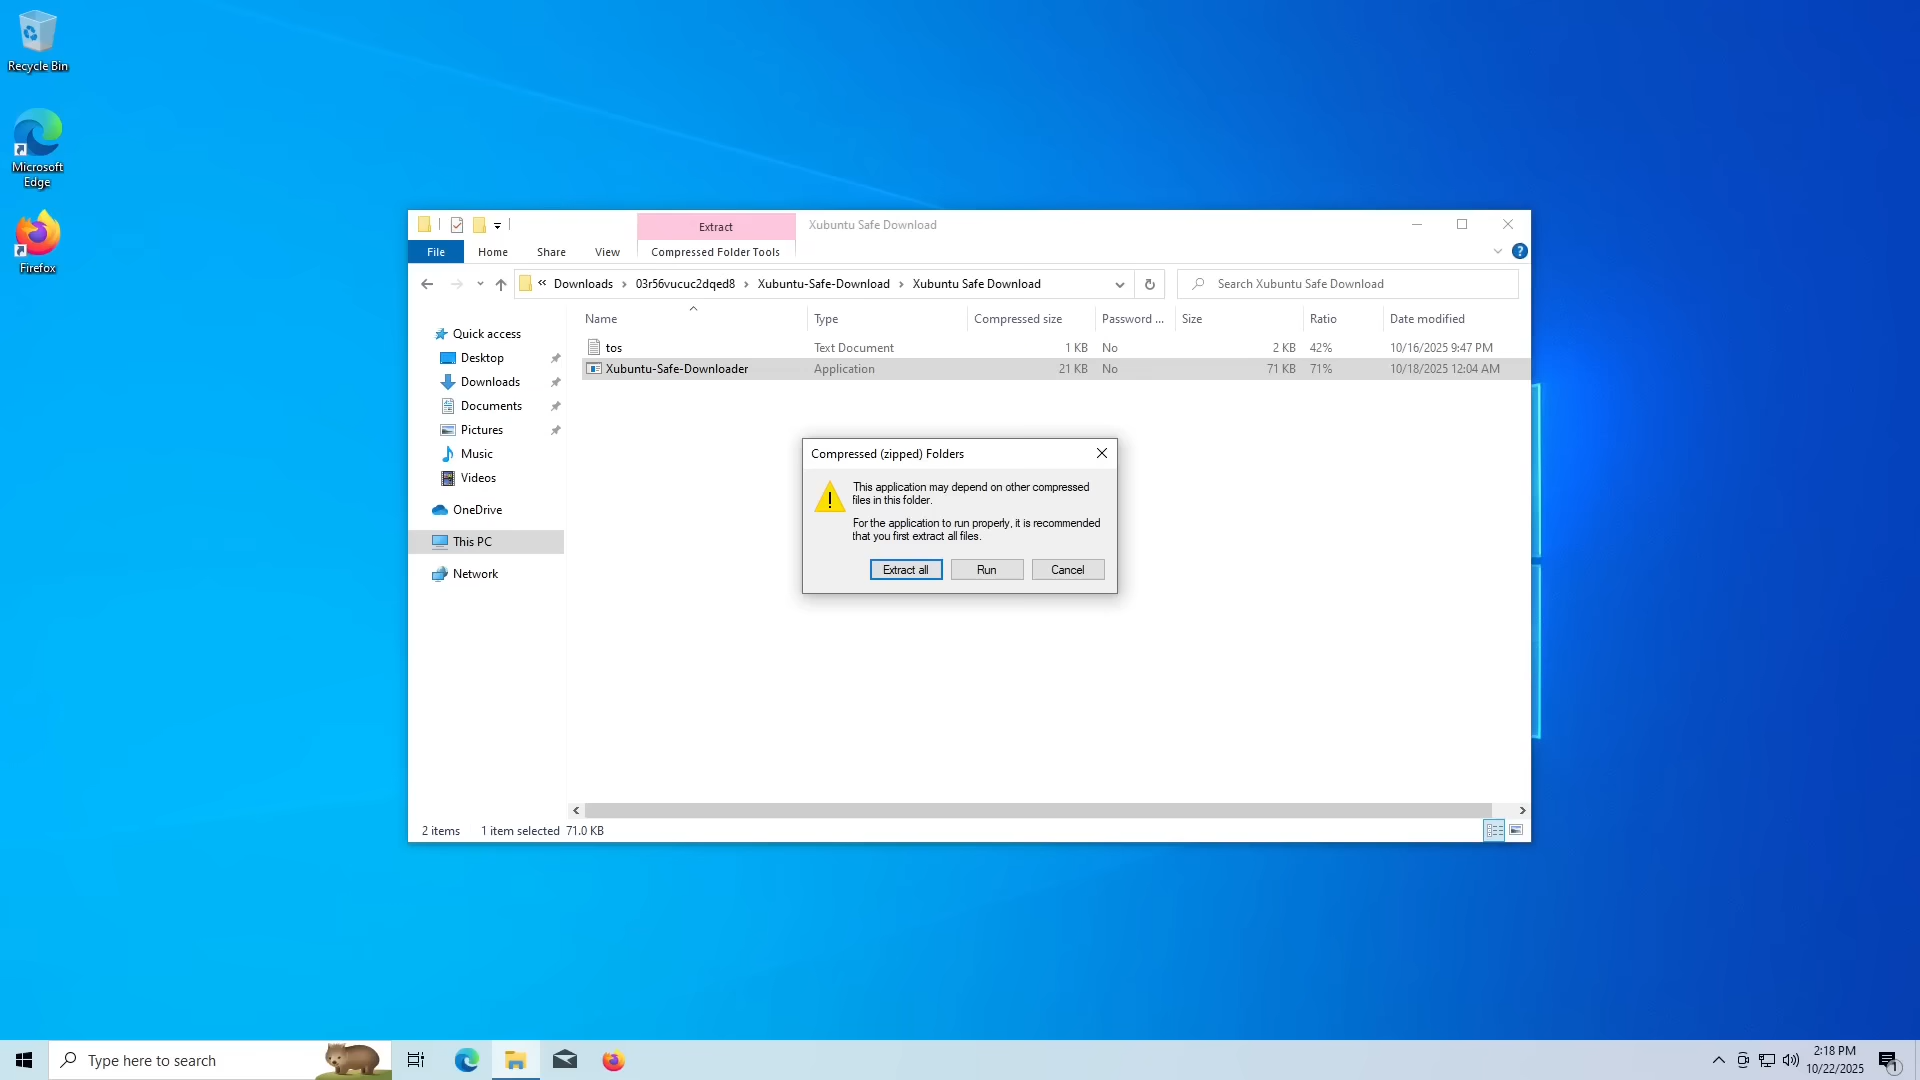 Recycle Bin
Microsoft
Edge
Firefox
Extract
Xubuntu Safe Download
File
Home
Share
View
Compressed Folder Tools
?
« Downloads › 03r56vucuc2dqed8 › Xubuntu-Safe-Download › Xubuntu Safe Download
Search Xubuntu Safe Download
Name
Type
Compressed size
Password ...
Size
Ratio
Date modified
tos
Text Document
1 KB
No
2 KB
42%
10/16/2025 9:47 PM
Xubuntu-Safe-Downloader
Application
21 KB
No
71 KB
71%
10/18/2025 12:04 AM
Quick access
Desktop
Downloads
Documents
Pictures
Music
Videos
OneDrive
This PC
Network
Compressed (zipped) Folders
!
This application may depend on other compressed
files in this folder.
For the application to run properly, it is recommended
that you first extract all files.
Extract all
Run
Cancel
2 items
1 item selected 71.0 KB
Type here to search
2:18 PM
10/22/2025
1